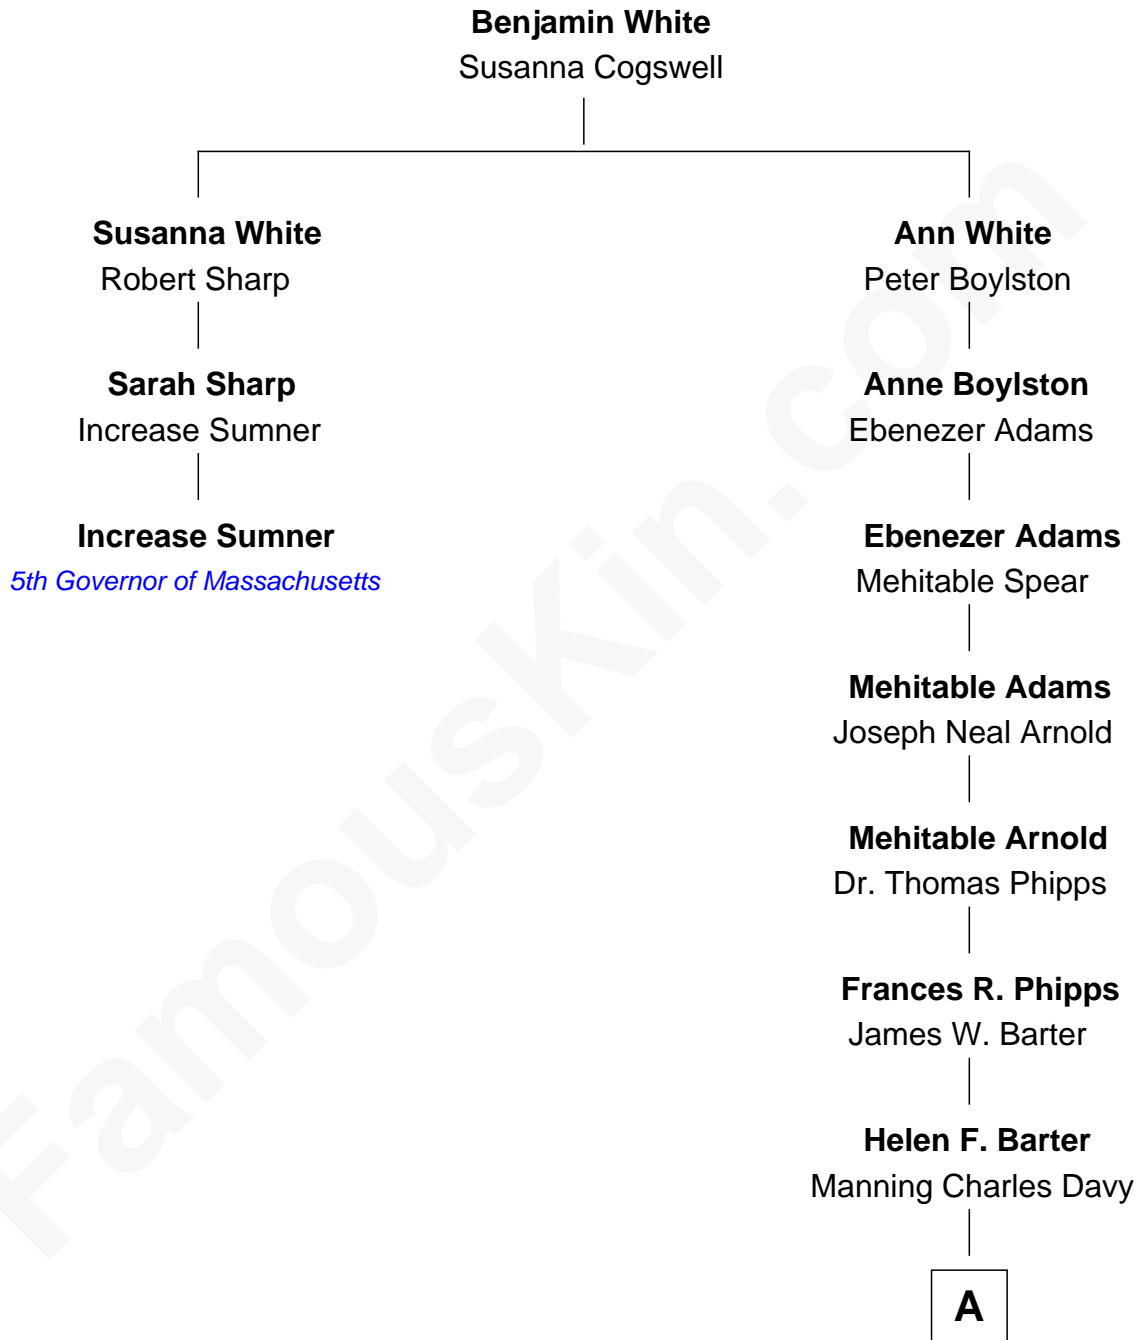 Benjamin White
Susanna Cogswell
Susanna White
Robert Sharp
Ann White
Peter Boylston
Sarah Sharp
Increase Sumner
Anne Boylston
Ebenezer Adams
Increase Sumner
5th Governor of Massachusetts
Ebenezer Adams
Mehitable Spear
Mehitable Adams
Joseph Neal Arnold
Mehitable Arnold
Dr. Thomas Phipps
Frances R. Phipps
James W. Barter
Helen F. Barter
Manning Charles Davy
A
FamousKin.com